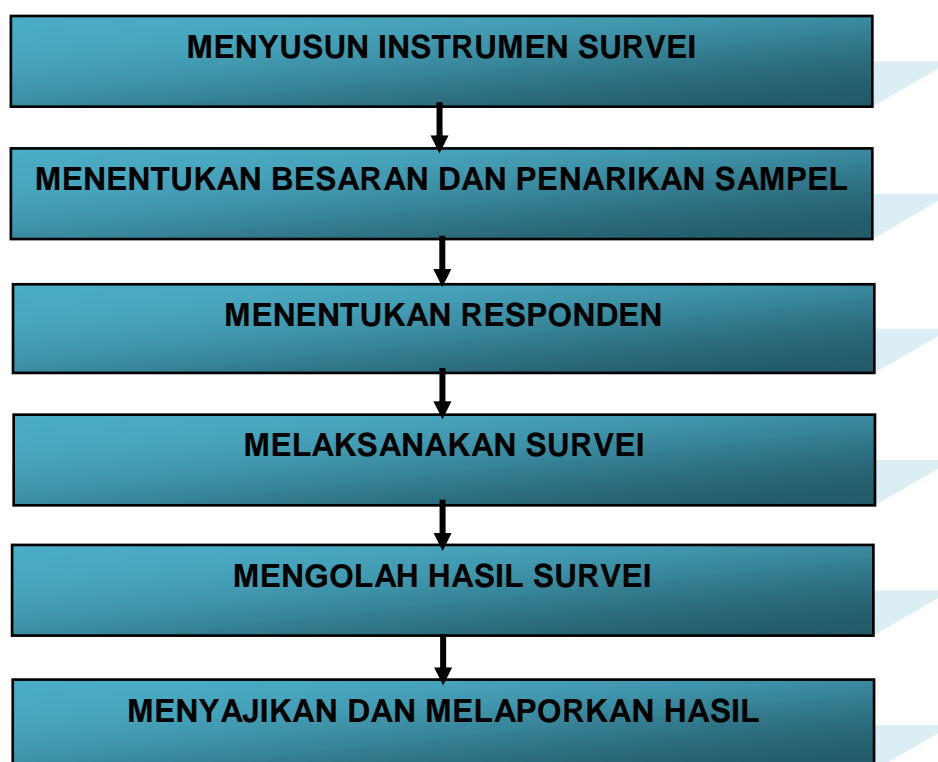 MENYUSUN INSTRUMEN SURVEI
MENENTUKAN BESARAN DAN PENARIKAN SAMPEL
MENENTUKAN RESPONDEN
MELAKSANAKAN SURVEI
MENGOLAH HASIL SURVEI
MENYAJIKAN DAN MELAPORKAN HASIL